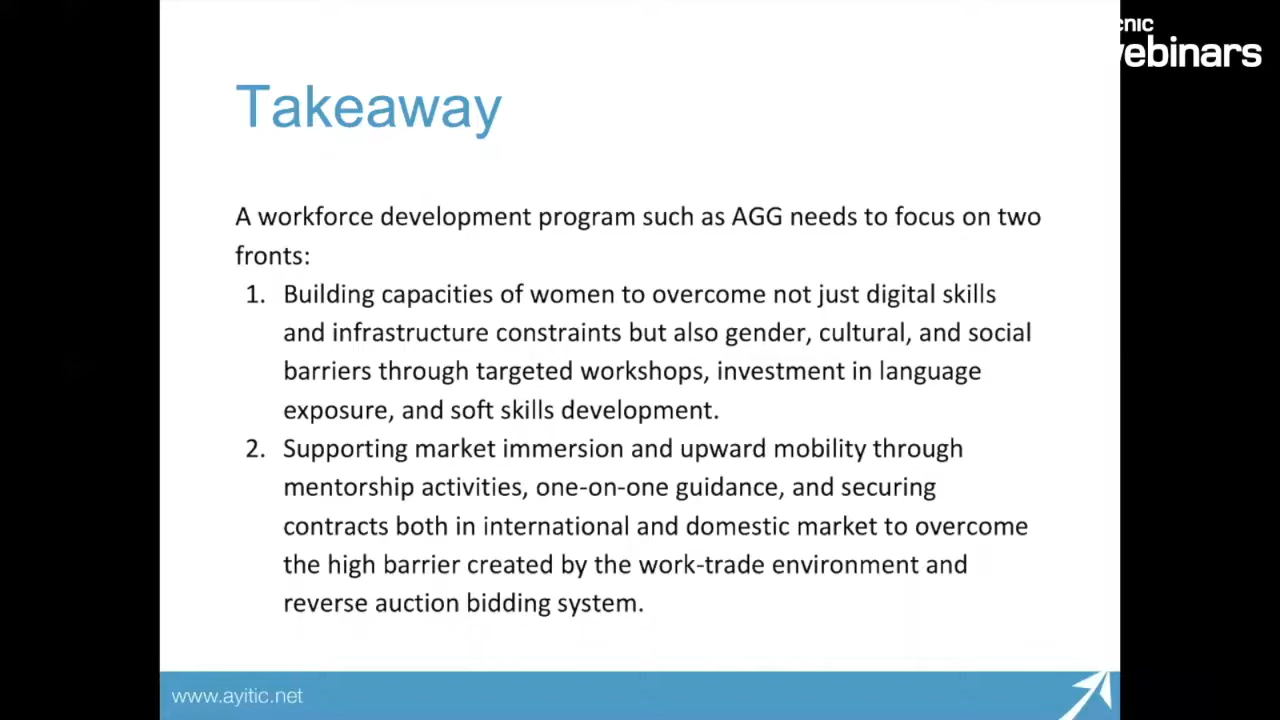 webinars
Takeaway
A workforce development program such as AGG needs to focus on two
fronts:
1. Building capacities of women to overcome not just digital skills
and infrastructure constraints but also gender, cultural, and social
barriers through targeted workshops, investment in language
exposure, and soft skills development.
2. Supporting market immersion and upward mobility through
mentorship activities, one-on-one guidance, and securing
contracts both in international and domestic market to overcome
the high barrier created by the work-trade environment and
reverse auction bidding system.
www.ayitic.net